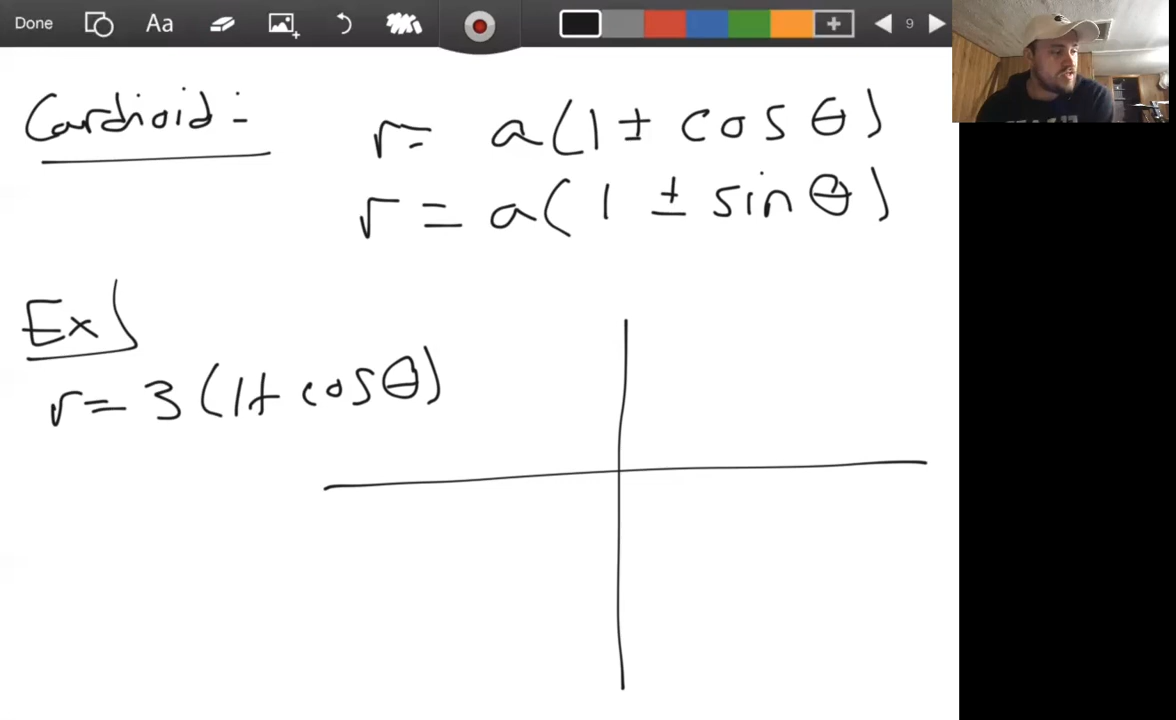 Done Aa 9
Cardioid:
r= a(1 ± cos θ)
r = a(1 ± sin θ)
Ex)
r= 3 (1+ cos θ)